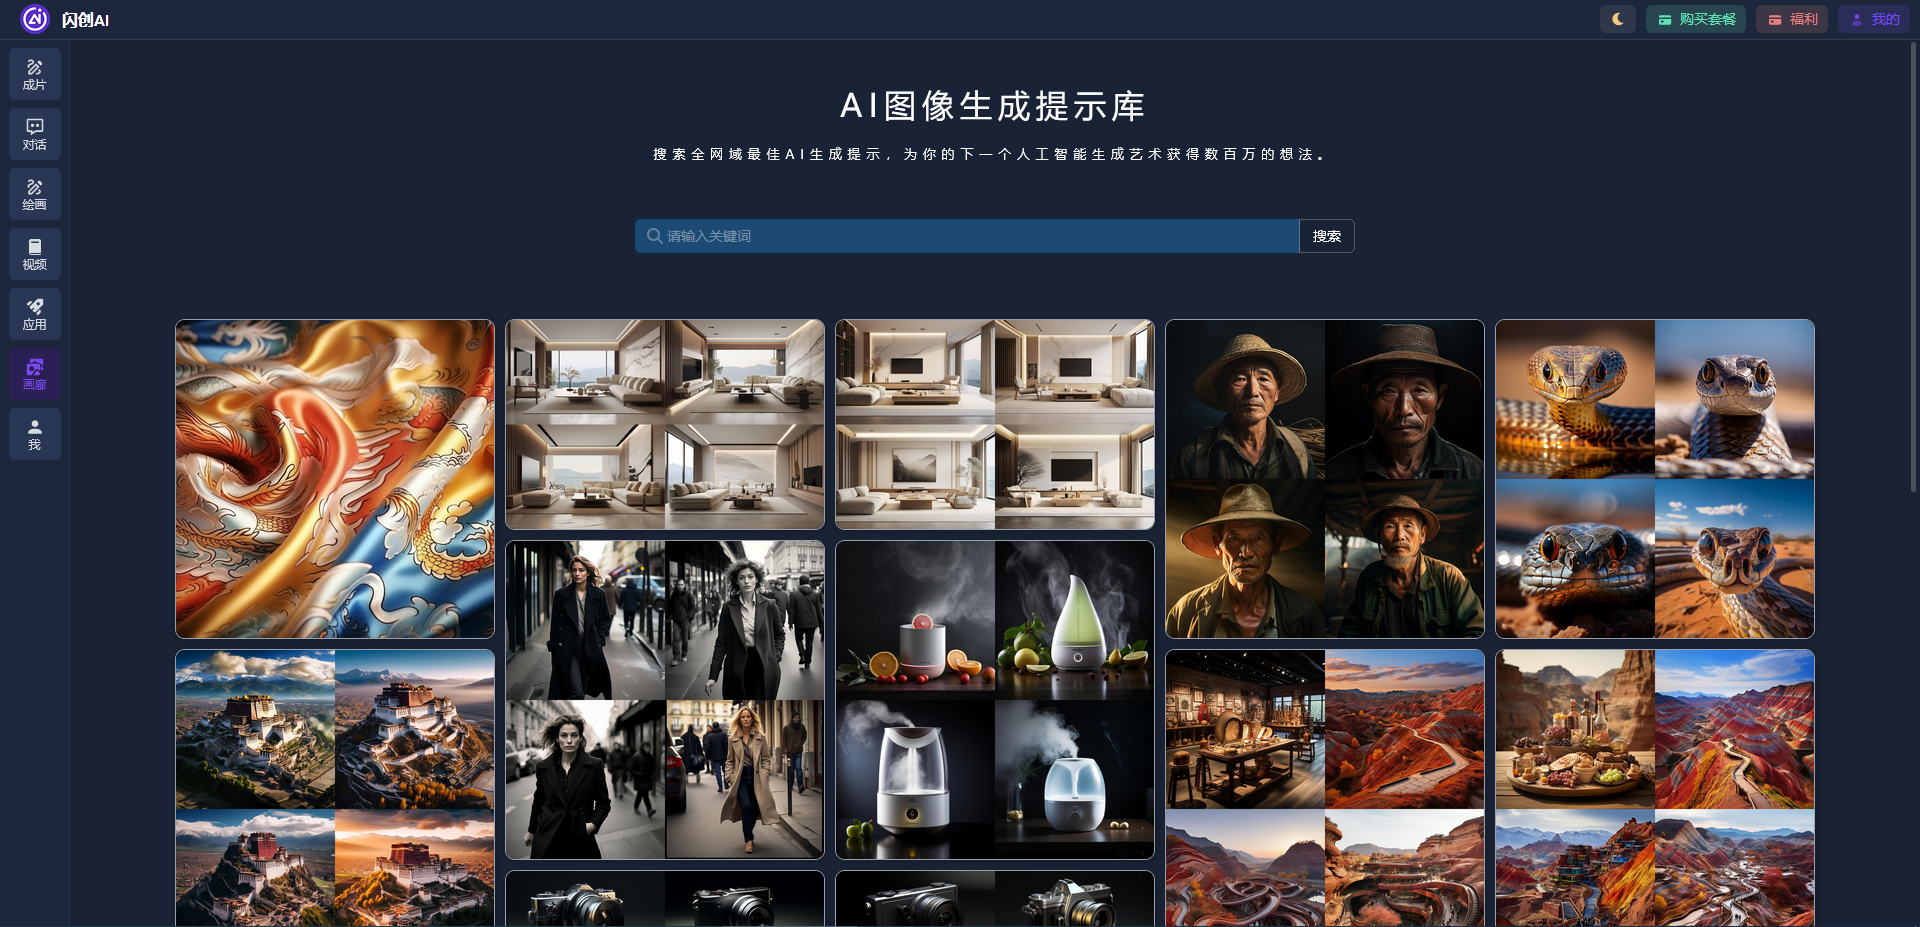 闪创AI
购买套餐
福利
我的
成片
对话
绘画
视频
应用
画廊
我
AI图像生成提示库
搜索全网域最佳AI生成提示，为你的下一个人工智能生成艺术获得数百万的想法。
请输入关键词
搜索